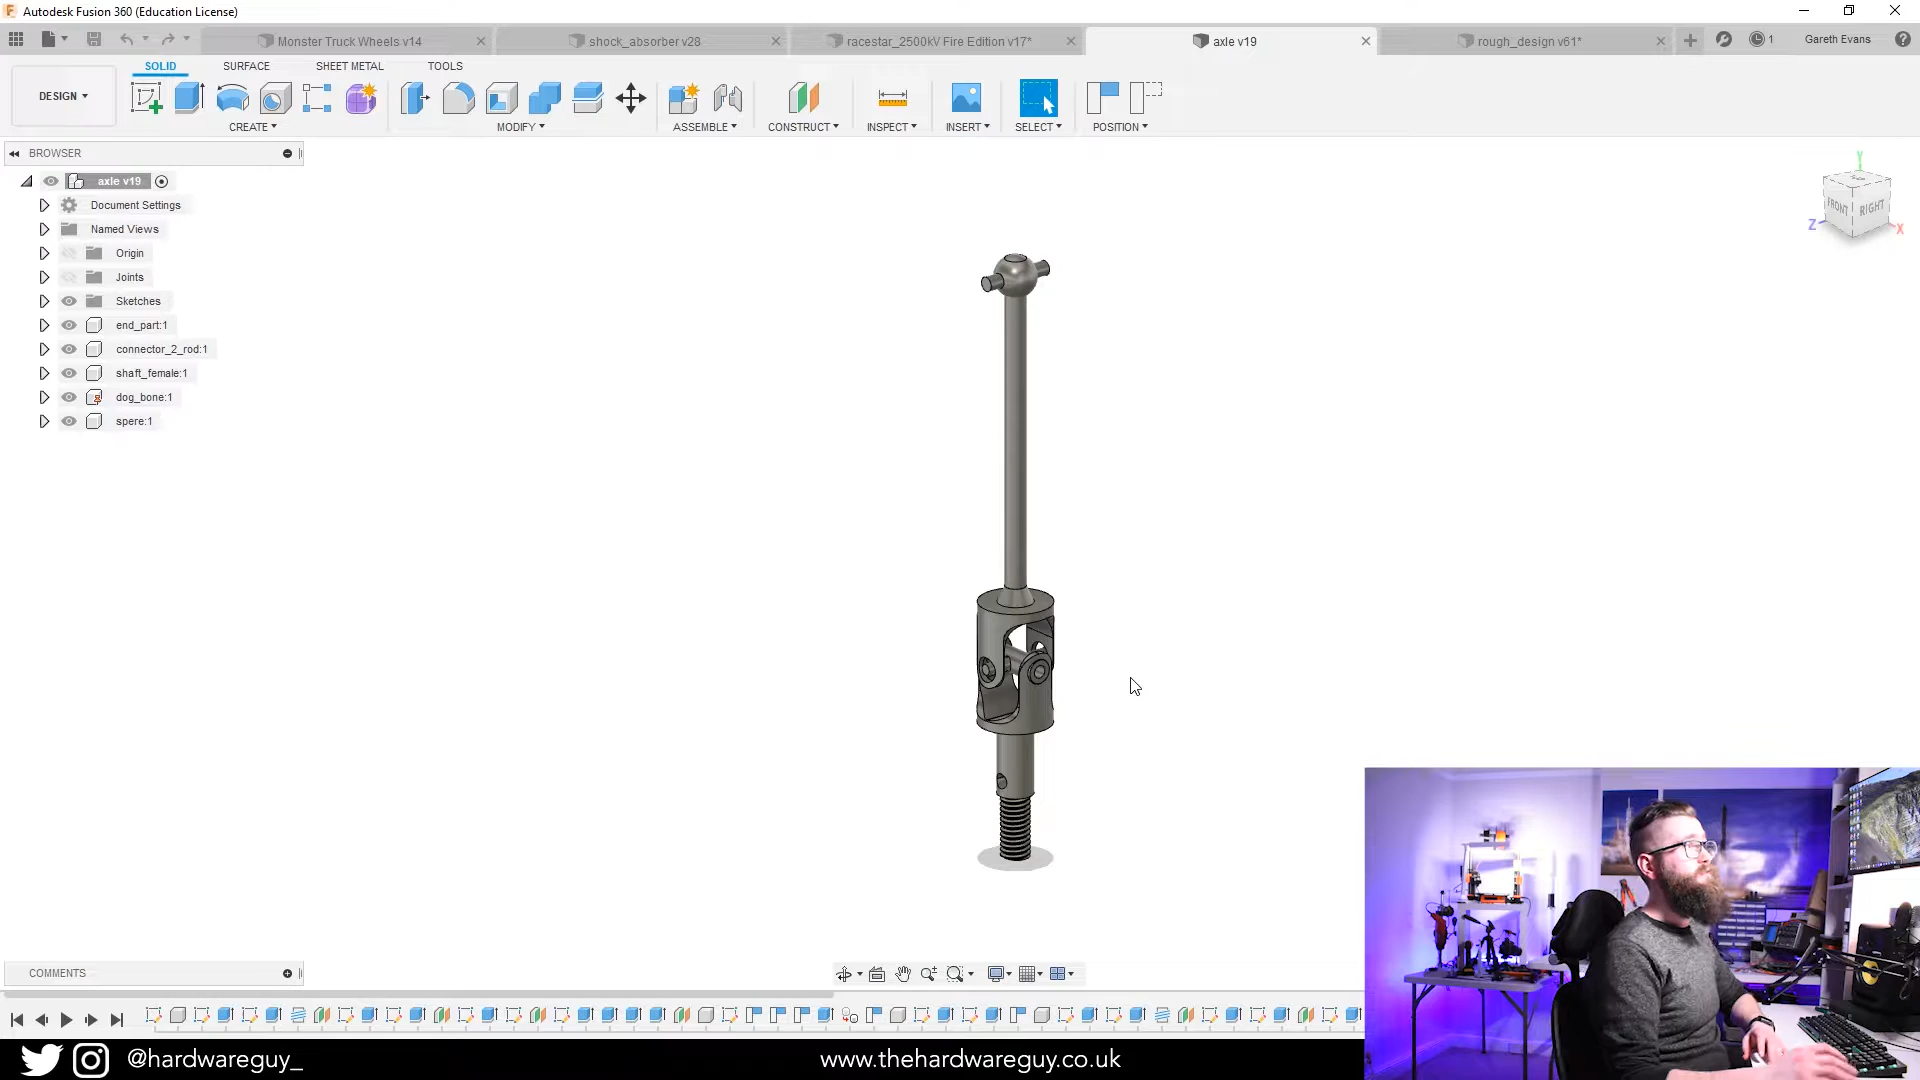 Autodesk Fusion 360 (Education License)
Monster Truck Wheels v14
shock_absorber v28
racestar_2500kV Fire Edition v17*
axle v19
rough_design v61*
1
Gareth Evans
SOLID
SURFACE
SHEET METAL
TOOLS
DESIGN
CREATE
MODIFY
ASSEMBLE
CONSTRUCT
INSPECT
INSERT
SELECT
POSITION
BROWSER
axle v19
Document Settings
Named Views
Origin
Joints
Sketches
end_part:1
connector_2_rod:1
shaft_female:1
dog_bone:1
spere:1
Y
FRONT
RIGHT
Z
X
COMMENTS
@hardwareguy_
www.thehardwareguy.co.uk